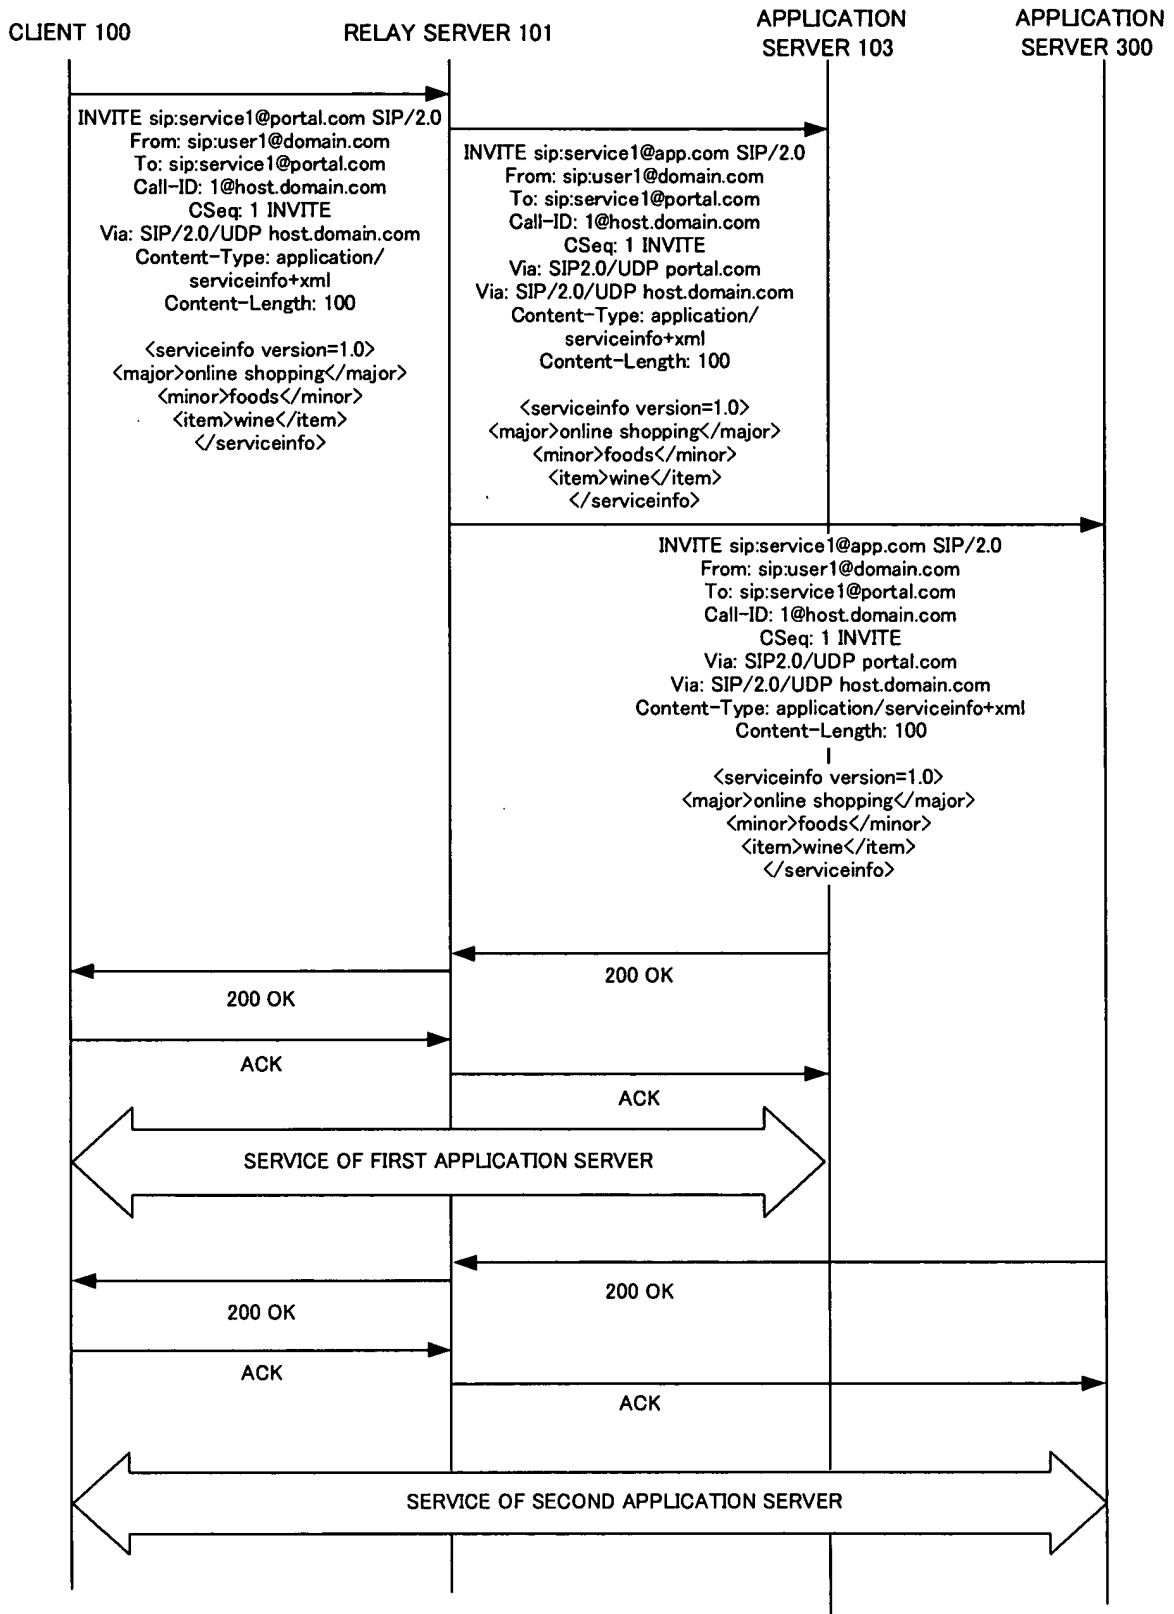 CLIENT 100
RELAY SERVER 101
APPLICATION
SERVER 103
APPLICATION
SERVER 300
INVITE sip:service1@portal.com SIP/2.0
From: sip:user1@domain.com
To: sip:service1@portal.com
Call-ID: 1@host.domain.com
CSeq: 1 INVITE
Via: SIP/2.0/UDP host.domain.com
Content-Type: application/
serviceinfo+xml
Content-Length: 100
<serviceinfo version=1.0>
<major>online shopping</major>
<minor>foods</minor>
<item>wine</item>
</serviceinfo>
INVITE sip:service1@app.com SIP/2.0
From: sip:user1@domain.com
To: sip:service1@portal.com
Call-ID: 1@host.domain.com
CSeq: 1 INVITE
Via: SIP2.0/UDP portal.com
Via: SIP/2.0/UDP host.domain.com
Content-Type: application/
serviceinfo+xml
Content-Length: 100
<serviceinfo version=1.0>
<major>online shopping</major>
<minor>foods</minor>
<item>wine</item>
</serviceinfo>
INVITE sip:service1@app.com SIP/2.0
From: sip:user1@domain.com
To: sip:service1@portal.com
Call-ID: 1@host.domain.com
CSeq: 1 INVITE
Via: SIP2.0/UDP portal.com
Via: SIP/2.0/UDP host.domain.com
Content-Type: application/serviceinfo+xml
Content-Length: 100
<serviceinfo version=1.0>
<major>online shopping</major>
<minor>foods</minor>
<item>wine</item>
</serviceinfo>
200 OK
200 OK
ACK
ACK
SERVICE OF FIRST APPLICATION SERVER
200 OK
200 OK
ACK
ACK
SERVICE OF SECOND APPLICATION SERVER